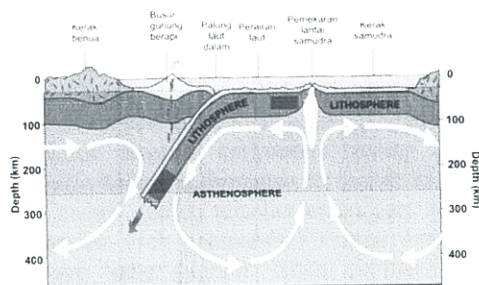 Kerak benua
Busur gunung berapi
Palung laut dalam
Perairan laut
Pemekaran lantai samudra
Kerak samudra
0
100
200
300
400
Depth (km)
LITHOSPHERE
LITHOSPHERE
ASTHENOSPHERE
0
100
200
300
400
Depth (km)